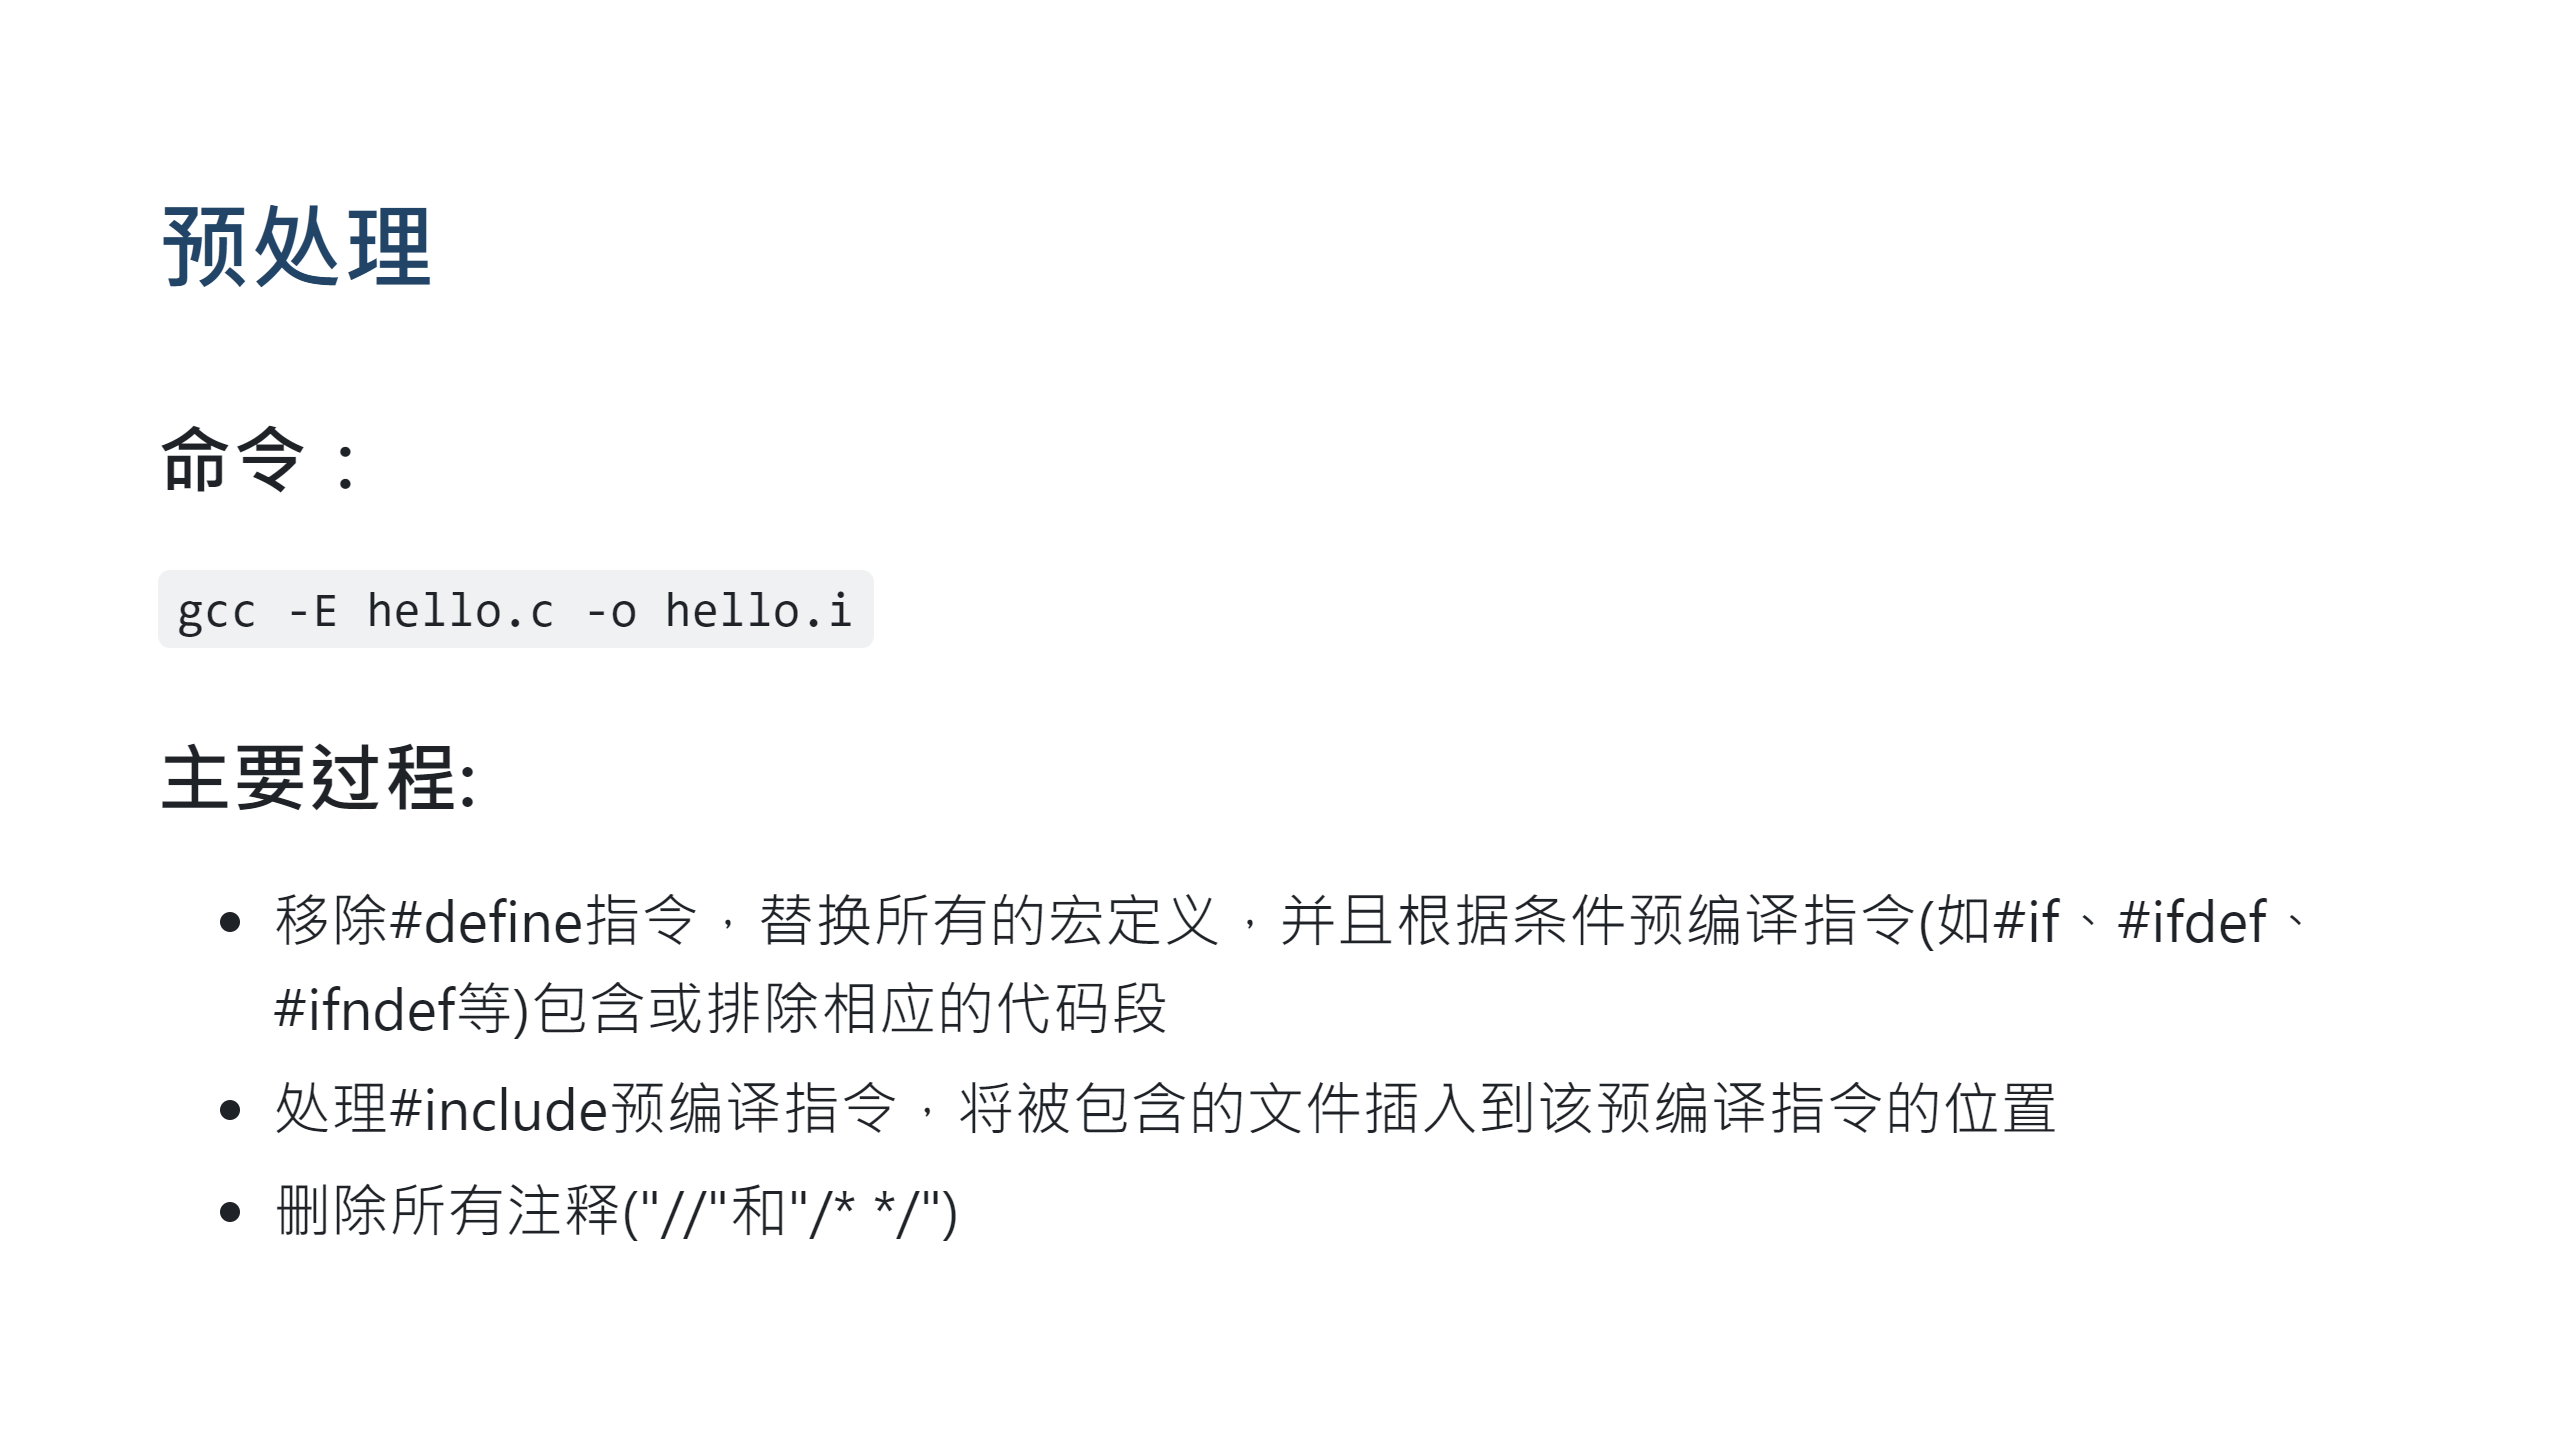 预处理
命令：
gcc -E hello.c -o hello.i
主要过程:
移除#define指令，替换所有的宏定义，并且根据条件预编译指令(如#if、#ifdef、
#ifndef等)包含或排除相应的代码段
处理#include预编译指令，将被包含的文件插入到该预编译指令的位置
删除所有注释("//"和"/* */")